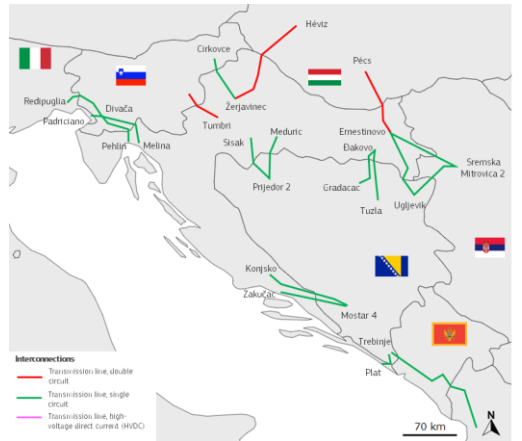 Héviz
Cirkovce
Pécs
Redipuglia
Divača
Žerjavinec
Padriciano
Tumbri
Ernestinovo
Pehlin
Melina
Sisak
Meduric
Đakovo
Sremska
Mitrovica 2
Prijedor 2
Gradacac
Tuzla
Ugljevik
Konjsko
Žakučac
Mostar 4
Trebinje
Plat
Interconnections
Transmission line, double
circuit
Transmission line, single
circuit
Transmission line, high-
voltage direct current (HVDC)
70 km
N